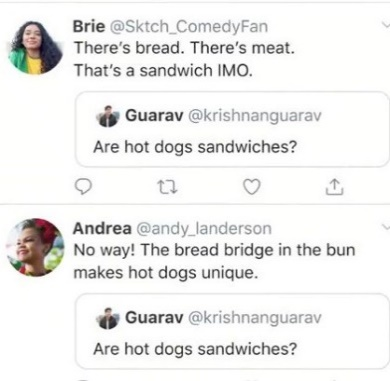 Brie @Sktch_ComedyFan
There's bread. There's meat.
That's a sandwich IMO.
Guarav @krishnanguarav
Are hot dogs sandwiches?
Andrea @andy_landerson
No way! The bread bridge in the bun
makes hot dogs unique.
Guarav @krishnanguarav
Are hot dogs sandwiches?